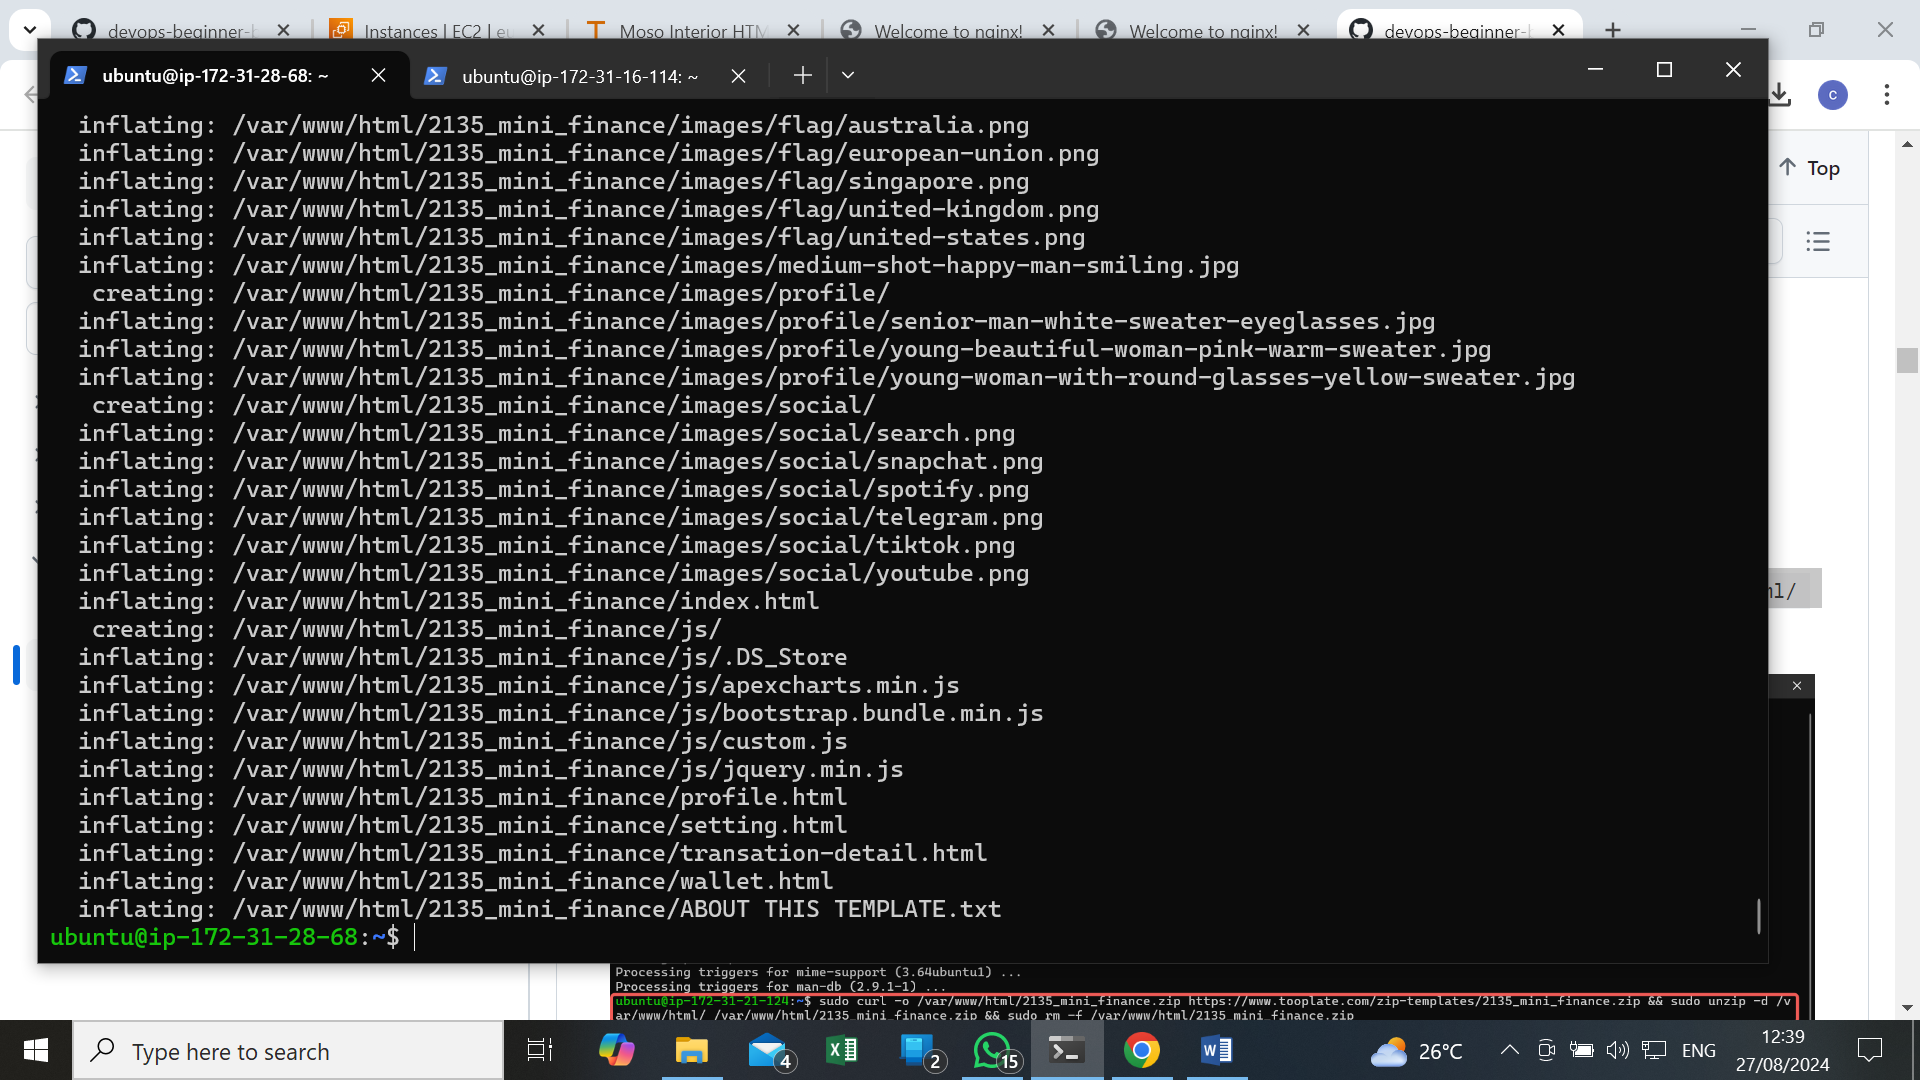 devops-beginner-b
Instances | EC2 | eu
Moso Interior HTM
Welcome to nginx!
Welcome to nginx!
devops-beginner-b
ubuntu@ip-172-31-28-68: ~
ubuntu@ip-172-31-16-114: ~
c
Top
inflating: /var/www/html/2135_mini_finance/images/flag/australia.png
inflating: /var/www/html/2135_mini_finance/images/flag/european-union.png
inflating: /var/www/html/2135_mini_finance/images/flag/singapore.png
inflating: /var/www/html/2135_mini_finance/images/flag/united-kingdom.png
inflating: /var/www/html/2135_mini_finance/images/flag/united-states.png
inflating: /var/www/html/2135_mini_finance/images/medium-shot-happy-man-smiling.jpg
creating: /var/www/html/2135_mini_finance/images/profile/
inflating: /var/www/html/2135_mini_finance/images/profile/senior-man-white-sweater-eyeglasses.jpg
inflating: /var/www/html/2135_mini_finance/images/profile/young-beautiful-woman-pink-warm-sweater.jpg
inflating: /var/www/html/2135_mini_finance/images/profile/young-woman-with-round-glasses-yellow-sweater.jpg
creating: /var/www/html/2135_mini_finance/images/social/
inflating: /var/www/html/2135_mini_finance/images/social/search.png
inflating: /var/www/html/2135_mini_finance/images/social/snapchat.png
inflating: /var/www/html/2135_mini_finance/images/social/spotify.png
inflating: /var/www/html/2135_mini_finance/images/social/telegram.png
inflating: /var/www/html/2135_mini_finance/images/social/tiktok.png
inflating: /var/www/html/2135_mini_finance/images/social/youtube.png
inflating: /var/www/html/2135_mini_finance/index.html
creating: /var/www/html/2135_mini_finance/js/
inflating: /var/www/html/2135_mini_finance/js/.DS_Store
inflating: /var/www/html/2135_mini_finance/js/apexcharts.min.js
inflating: /var/www/html/2135_mini_finance/js/bootstrap.bundle.min.js
inflating: /var/www/html/2135_mini_finance/js/custom.js
inflating: /var/www/html/2135_mini_finance/js/jquery.min.js
inflating: /var/www/html/2135_mini_finance/profile.html
inflating: /var/www/html/2135_mini_finance/setting.html
inflating: /var/www/html/2135_mini_finance/transation-detail.html
inflating: /var/www/html/2135_mini_finance/wallet.html
inflating: /var/www/html/2135_mini_finance/ABOUT THIS TEMPLATE.txt
ubuntu@ip-172-31-28-68:~$
Processing triggers for mime-support (3.64ubuntu1) ...
Processing triggers for man-db (2.9.1-1) ...
ubuntu@ip-172-31-21-124:~$ sudo curl -o /var/www/html/2135_mini_finance.zip https://www.tooplate.com/zip-templates/2135_mini_finance.zip && sudo unzip -d /v
ar/www/html/ /var/www/html/2135_mini_finance.zip && sudo rm -f /var/www/html/2135_mini_finance.zip
Type here to search
4
2
15
26°C
ENG
12:39
27/08/2024